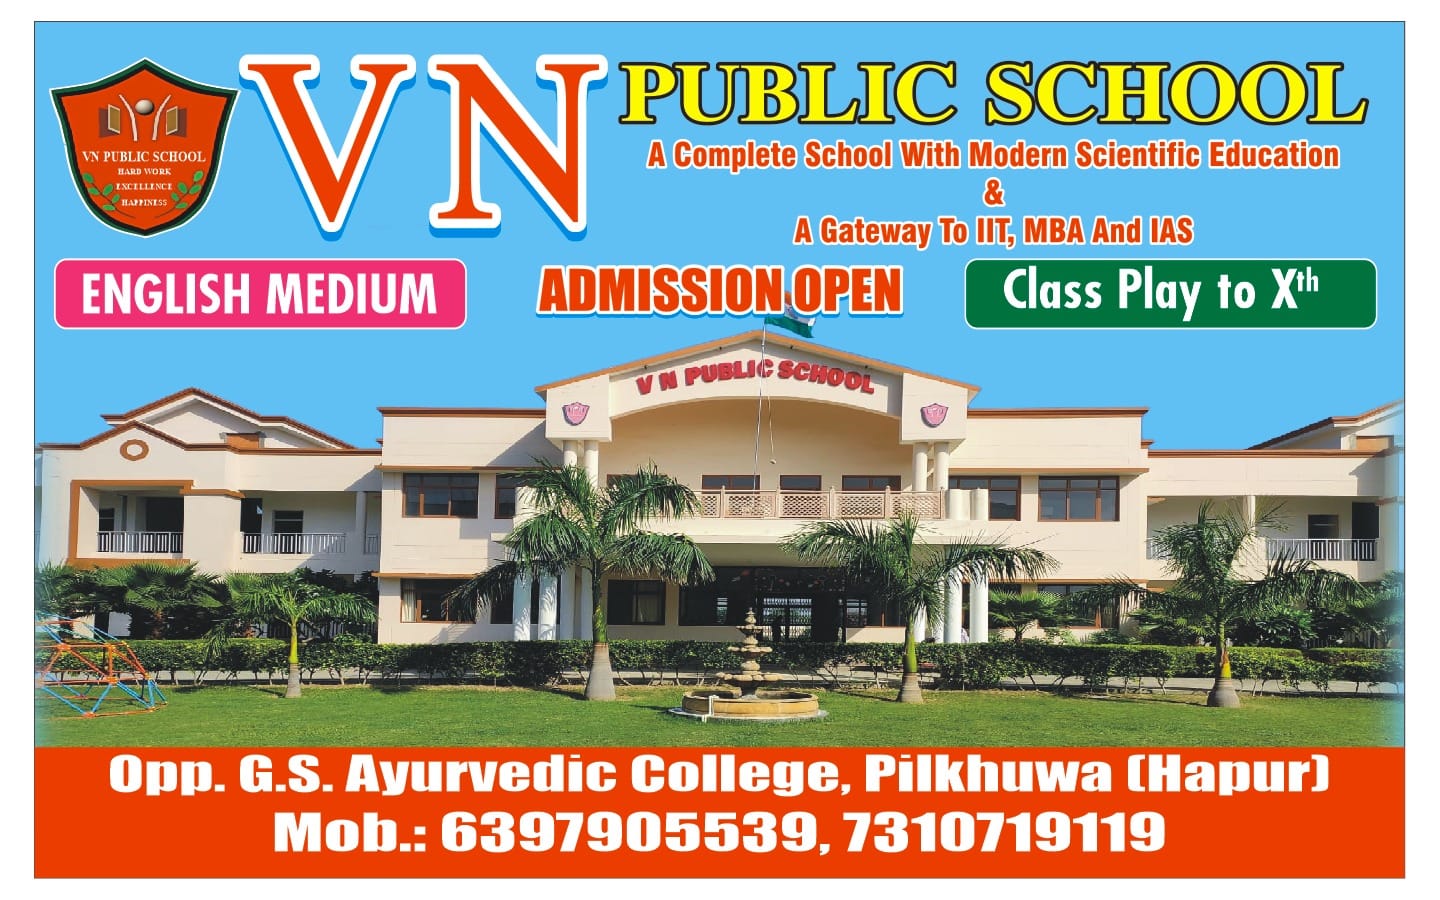 VN PUBLIC SCHOOL
A Complete School With Modern Scientific Education
&
A Gateway To IIT, MBA And IAS
VN PUBLIC SCHOOL
HARD WORK
EXCELLENCE
HAPPINESS
ENGLISH MEDIUM
ADMISSION OPEN
Class Play to Xth
V N PUBLIC SCHOOL
Opp. G.S. Ayurvedic College, Pilkhuwa (Hapur)
Mob.: 6397905539, 7310719119